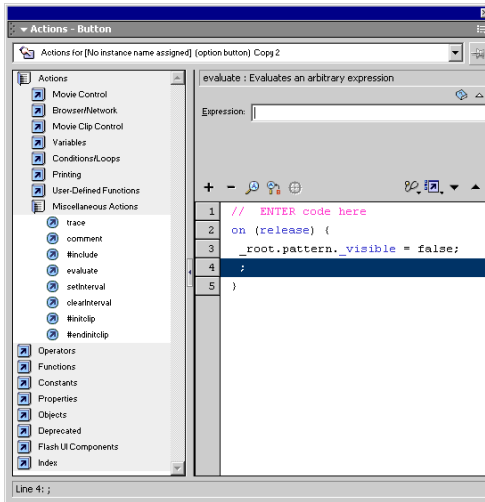 Actions - Button
Actions for [No instance name assigned] (option button) Copy 2
Actions
Movie Control
Browser/Network
Movie Clip Control
Variables
Conditions/Loops
Printing
User-Defined Functions
Miscellaneous Actions
trace
comment
#include
evaluate
setInterval
clearInterval
#initclip
#endinitclip
Operators
Functions
Constants
Properties
Objects
Deprecated
Flash UI Components
Index
evaluate : Evaluates an arbitrary expression
Expression:
1 // ENTER code here
2 on (release) {
3 _root.pattern._visible = false;
4 ;
5 }
Line 4: ;